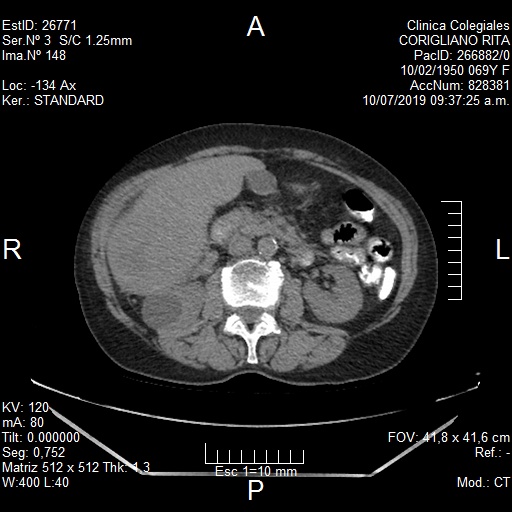 EstID: 26771
Ser.Nº 3 S/C 1.25mm
Ima.Nº 148
Loc: -134 Ax
Ker.: STANDARD
A
Clinica Colegiales
CORIGLIANO RITA
PacID: 266882/0
10/02/1950 069Y F
AccNum: 828381
10/07/2019 09:37:25 a.m.
R
L
KV: 120
mA: 80
Tilt: 0.000000
Seg: 0,752
Matriz 512 x 512 Thk: 1.3
W:400 L:40
Esc 1=10 mm
P
FOV: 41,8 x 41,6 cm
Ref.: -
Mod.: CT